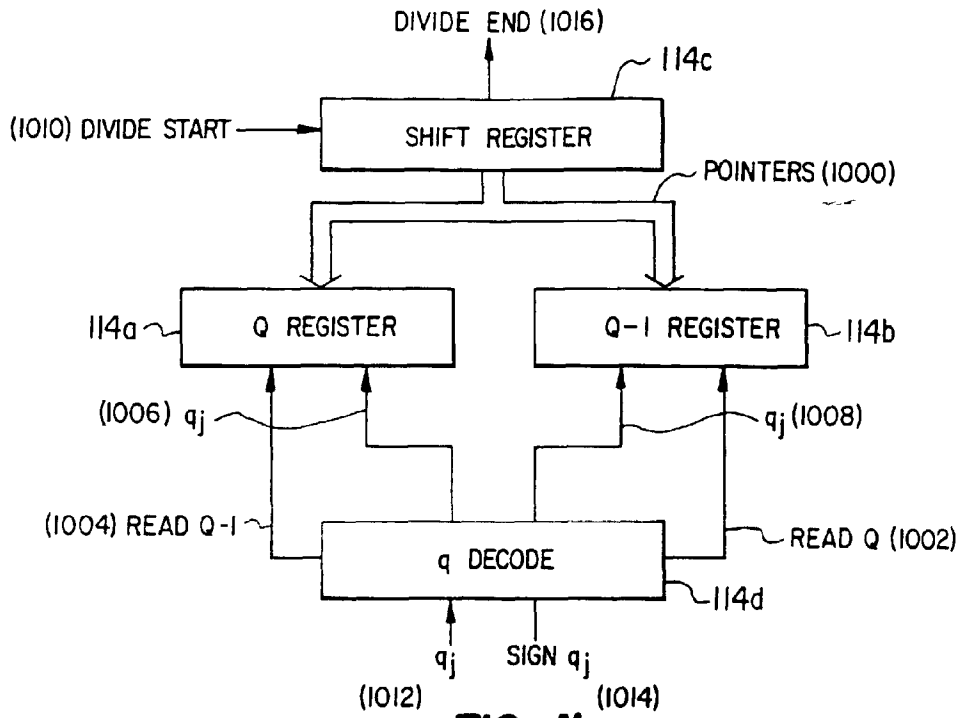 DIVIDE END (1016)
114c
(1010) DIVIDE START
SHIFT REGISTER
POINTERS (1000)
114a
Q REGISTER
Q-1 REGISTER
114b
(1006) qj
qj (1008)
(1004) READ Q-1
q DECODE
READ Q (1002)
114d
qj
SIGN qj
(1012)
(1014)